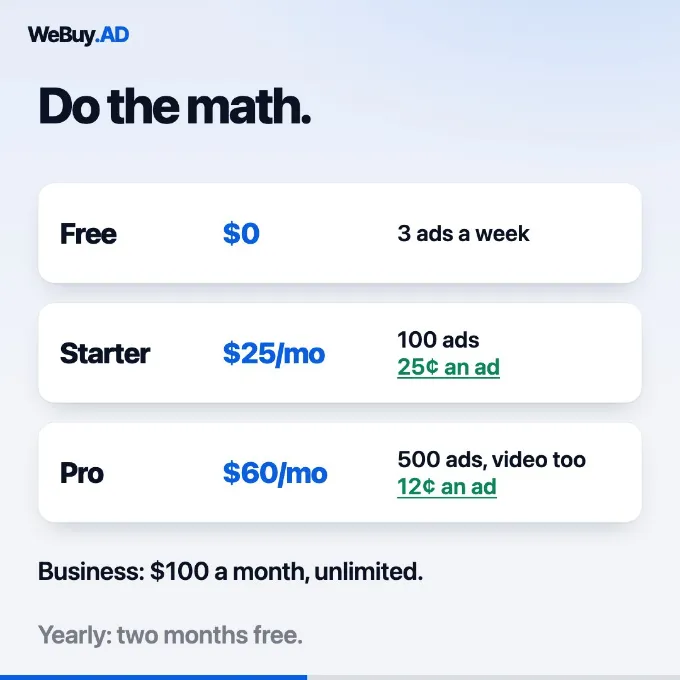 WeBuy.AD
Do the math.
Free
$0
3 ads a week
Starter
$25/mo
100 ads
25¢ an ad
Pro
$60/mo
500 ads, video too
12¢ an ad
Business: $100 a month, unlimited.
Yearly: two months free.